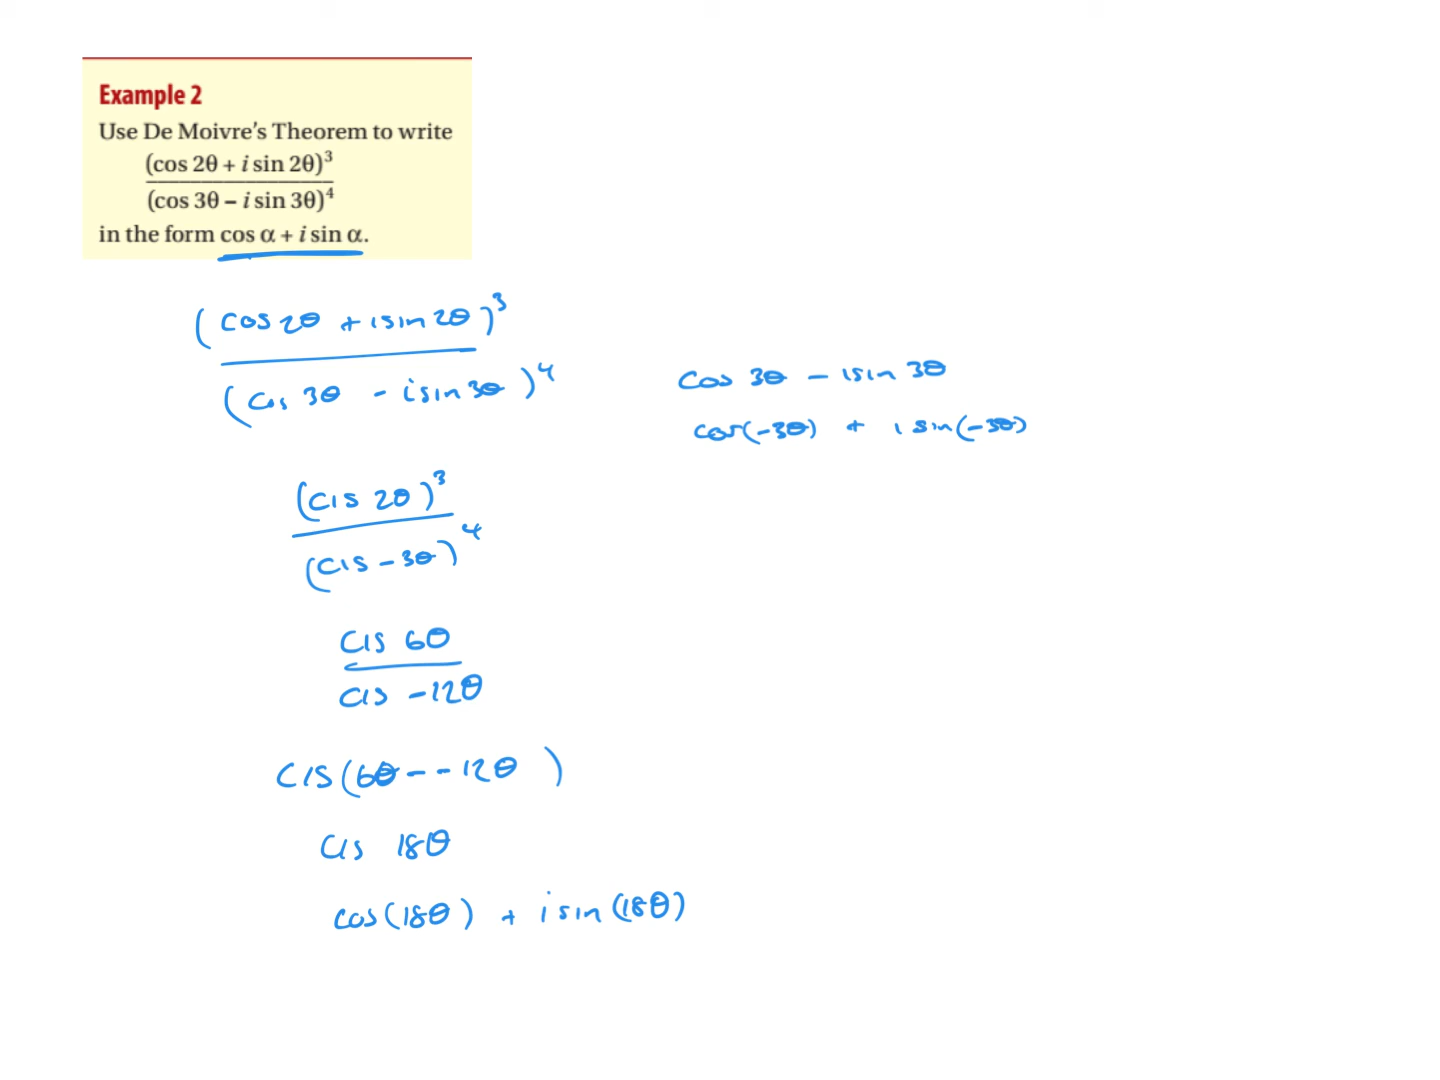 Example 2
Use De Moivre's Theorem to write
(cos 2θ + i sin 2θ)³
(cos 3θ – i sin 3θ)⁴
in the form cos α + i sin α.
(cos 2θ + i sin 2θ)³
(cos 3θ - i sin 3θ)⁴
cos 3θ - i sin 3θ
cos(-3θ) + i sin(-3θ)
(cis 2θ)³
(cis -3θ)⁴
cis 6θ
cis -12θ
cis(6θ - -12θ)
cis 18θ
cos(18θ) + i sin(18θ)